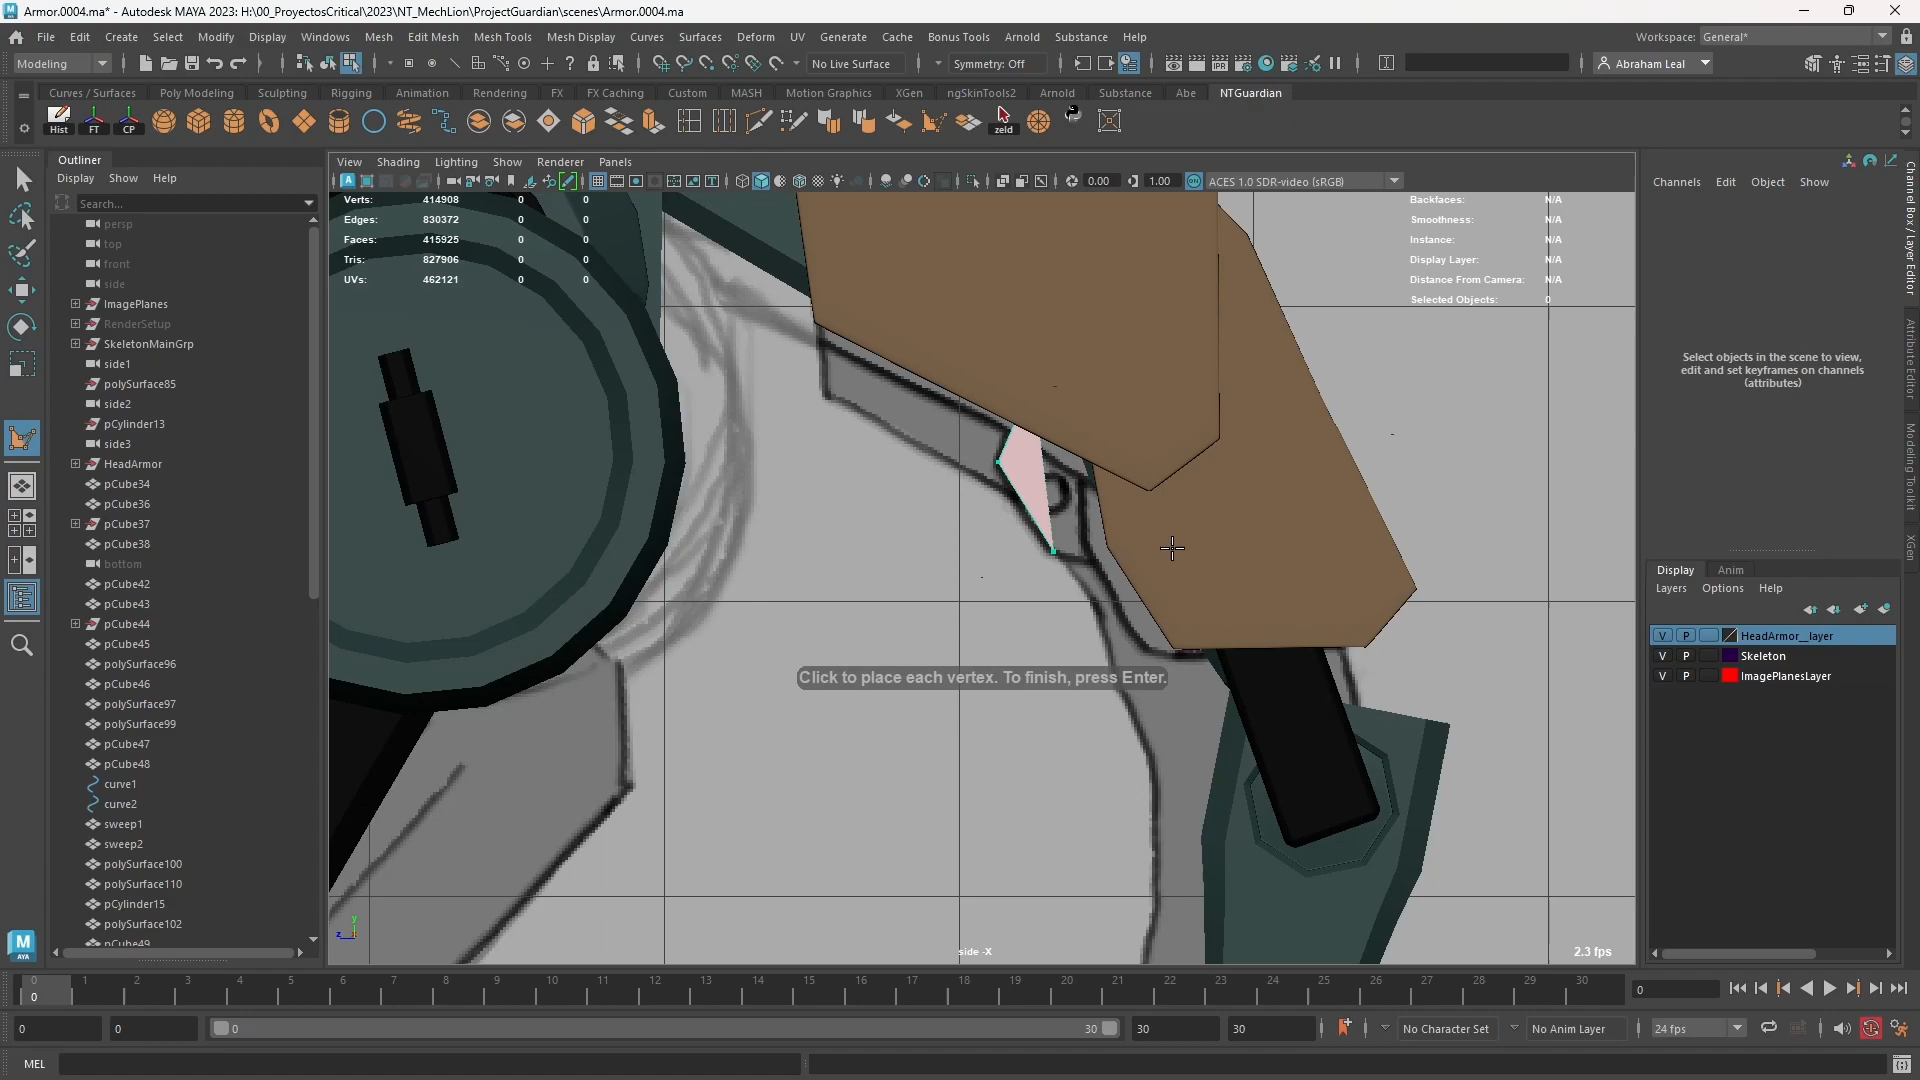 Armor.0004.ma* - Autodesk MAYA 2023: H:\00_ProyectosCritical\2023\NT_MechLion\ProjectGuardian\scenes\Armor.0004.ma
File Edit Create Select Modify Display Windows Mesh Edit Mesh Mesh Tools Mesh Display Curves Surfaces Deform UV Generate Cache Bonus Tools Arnold Substance Help
Workspace: General*
Modeling
No Live Surface
Symmetry: Off
Abraham Leal
Curves / Surfaces Poly Modeling Sculpting Rigging Animation Rendering FX FX Caching Custom MASH Motion Graphics XGen ngSkinTools2 Arnold Substance Abe NTGuardian
Hist FT CP zeld
Outliner
Display Show Help
Search...
persp
top
front
side
ImagePlanes
RenderSetup
SkeletonMainGrp
side1
polySurface85
side2
pCylinder13
side3
HeadArmor
pCube34
pCube36
pCube37
pCube38
bottom
pCube42
pCube43
pCube44
pCube45
polySurface96
pCube46
polySurface97
polySurface99
pCube47
pCube48
curve1
curve2
sweep1
sweep2
polySurface100
polySurface110
pCylinder15
polySurface102
pCube49
View Shading Lighting Show Renderer Panels
0.00 1.00 ACES 1.0 SDR-video (sRGB)
Verts: 414908 0 0
Edges: 830372 0 0
Faces: 415925 0 0
Tris: 827906 0 0
UVs: 462121 0 0
Backfaces: N/A
Smoothness: N/A
Instance: N/A
Display Layer: N/A
Distance From Camera: N/A
Selected Objects: 0
Click to place each vertex. To finish, press Enter.
side -X
2.3 fps
Channels Edit Object Show
Select objects in the scene to view,
edit and set keyframes on channels
(attributes)
Display Anim
Layers Options Help
V P HeadArmor__layer
V P Skeleton
V P ImagePlanesLayer
Channel Box / Layer Editor
Attribute Editor
Modeling Toolkit
XGen
0 1 2 3 4 5 6 7 8 9 10 11 12 13 14 15 16 17 18 19 20 21 22 23 24 25 26 27 28 29 30
0
0
0 0 0 30 30 30 No Character Set No Anim Layer 24 fps
MEL
M
AYA